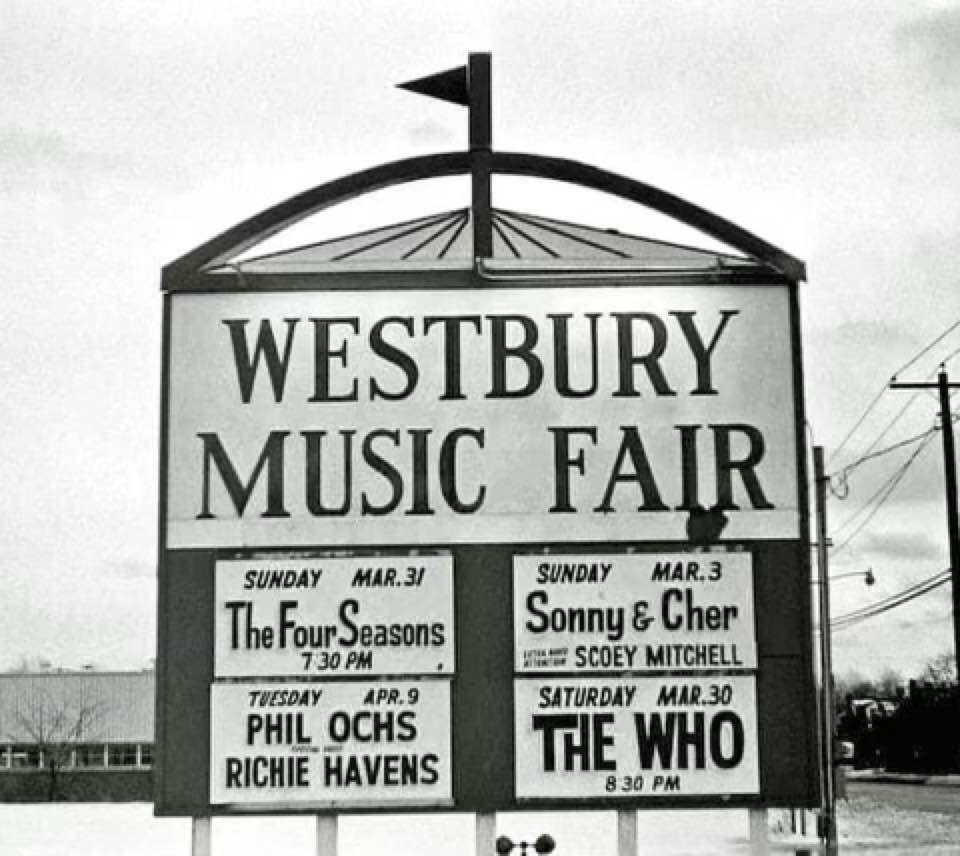 WESTBURY
MUSIC FAIR
SUNDAY MAR.31
The Four Seasons
7 30 PM
SUNDAY MAR.3
Sonny & Cher
SCOEY MITCHELL
TUESDAY APR.9
PHIL OCHS
RICHIE HAVENS
SATURDAY MAR.30
THE WHO
8 30 PM